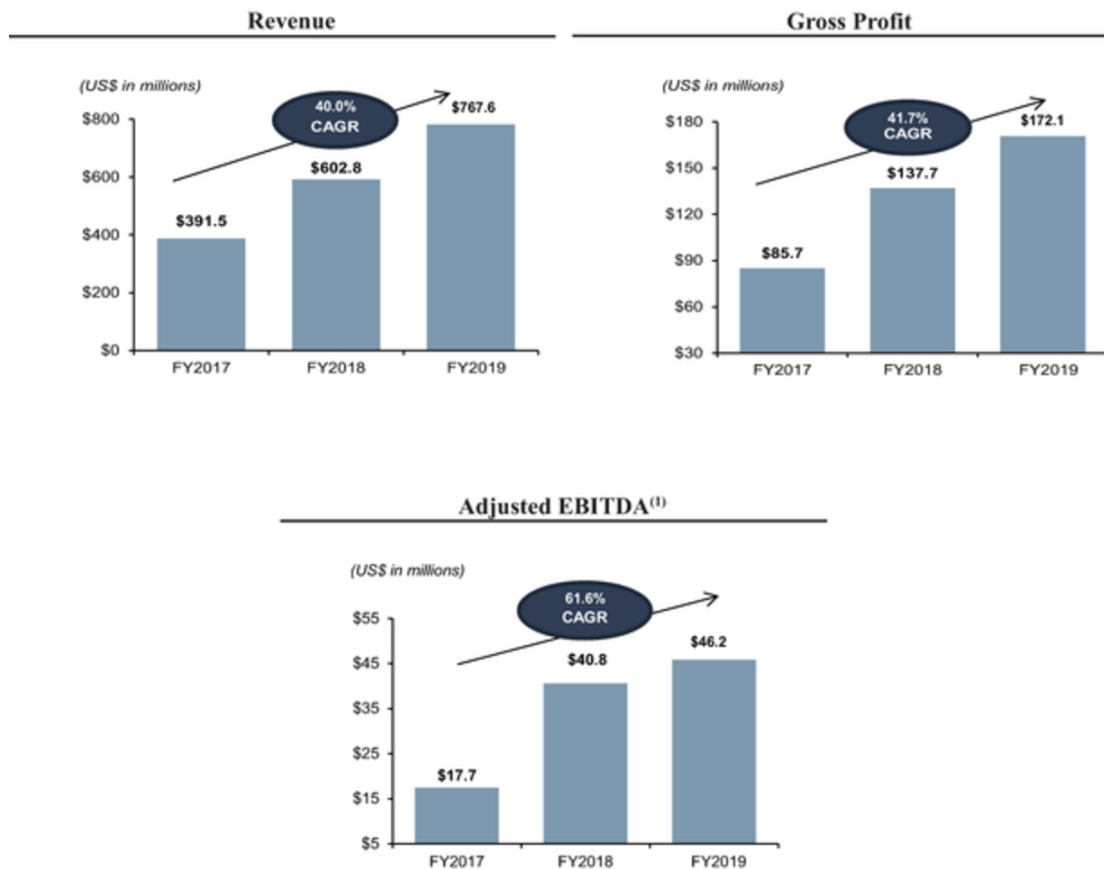 Revenue
(US$ in millions)
40.0%
CAGR
$767.6
$800
$602.8
$600
$391.5
$400
$200
$0
FY2017
FY2018
FY2019
Gross Profit
(US$ in millions)
41.7%
CAGR
$172.1
$180
$150
$137.7
$120
$85.7
$90
$60
$30
FY2017
FY2018
FY2019
Adjusted EBITDA(1)
(US$ in millions)
61.6%
CAGR
$55
$46.2
$45
$40.8
$35
$25
$17.7
$15
$5
FY2017
FY2018
FY2019